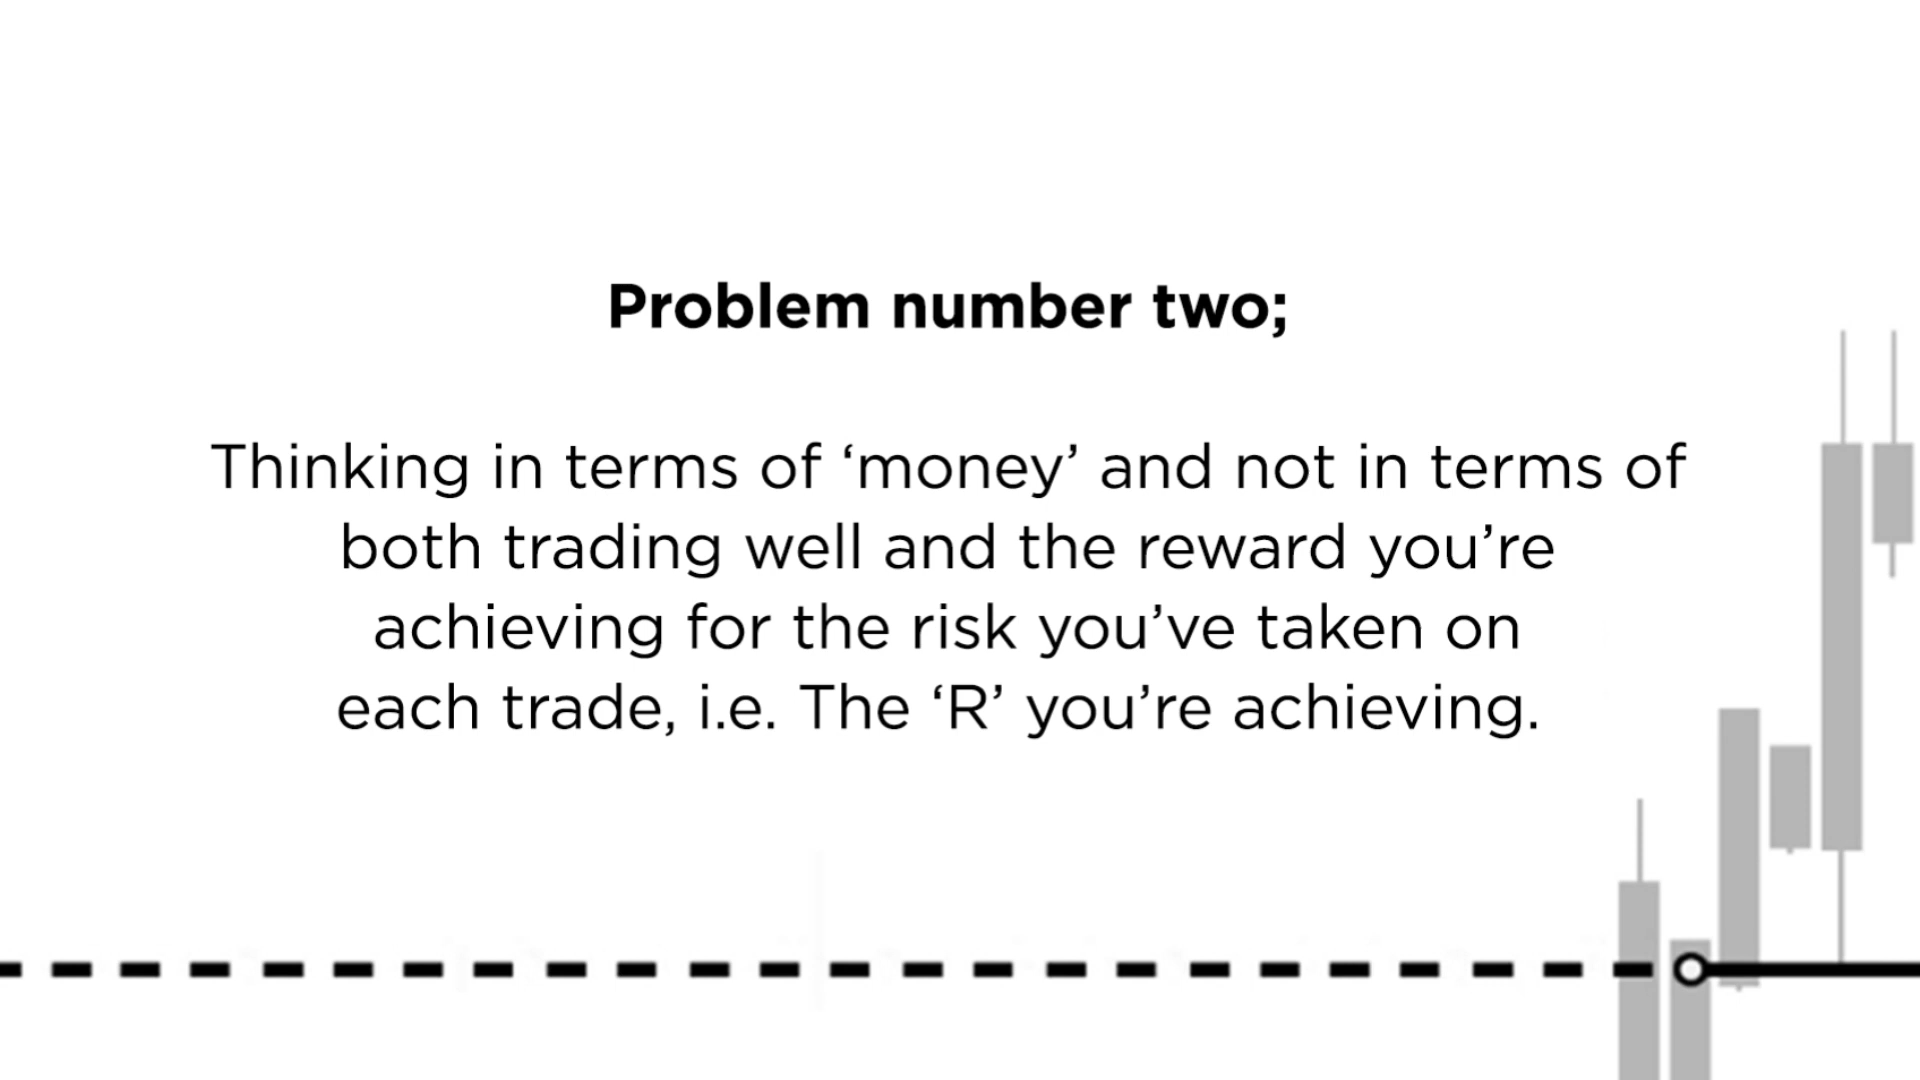 Problem number two;
Thinking in terms of ‘money’ and not in terms of
both trading well and the reward you’re
achieving for the risk you’ve taken on
each trade, i.e. The ‘R’ you’re achieving.